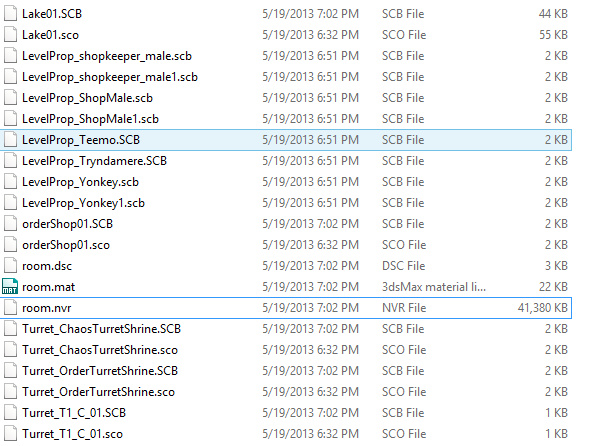 Lake01.SCB 5/19/2013 7:02 PM SCB File 44 KB
Lake01.sco 5/19/2013 6:32 PM SCO File 55 KB
LevelProp_shopkeeper_male.scb 5/19/2013 6:51 PM SCB File 2 KB
LevelProp_shopkeeper_male1.scb 5/19/2013 6:51 PM SCB File 2 KB
LevelProp_ShopMale.scb 5/19/2013 6:51 PM SCB File 2 KB
LevelProp_ShopMale1.scb 5/19/2013 6:51 PM SCB File 2 KB
LevelProp_Teemo.SCB 5/19/2013 6:51 PM SCB File 2 KB
LevelProp_Tryndamere.SCB 5/19/2013 6:51 PM SCB File 2 KB
LevelProp_Yonkey.scb 5/19/2013 6:51 PM SCB File 2 KB
LevelProp_Yonkey1.scb 5/19/2013 6:51 PM SCB File 2 KB
orderShop01.SCB 5/19/2013 7:02 PM SCB File 2 KB
orderShop01.sco 5/19/2013 6:32 PM SCO File 2 KB
room.dsc 5/19/2013 7:02 PM DSC File 3 KB
MAT room.mat 5/19/2013 7:02 PM 3dsMax material li... 22 KB
room.nvr 5/19/2013 7:02 PM NVR File 41,380 KB
Turret_ChaosTurretShrine.SCB 5/19/2013 7:02 PM SCB File 2 KB
Turret_ChaosTurretShrine.sco 5/19/2013 6:32 PM SCO File 2 KB
Turret_OrderTurretShrine.SCB 5/19/2013 7:02 PM SCB File 2 KB
Turret_OrderTurretShrine.sco 5/19/2013 6:32 PM SCO File 2 KB
Turret_T1_C_01.SCB 5/19/2013 7:02 PM SCB File 1 KB
Turret_T1_C_01.sco 5/19/2013 6:32 PM SCO File 1 KB